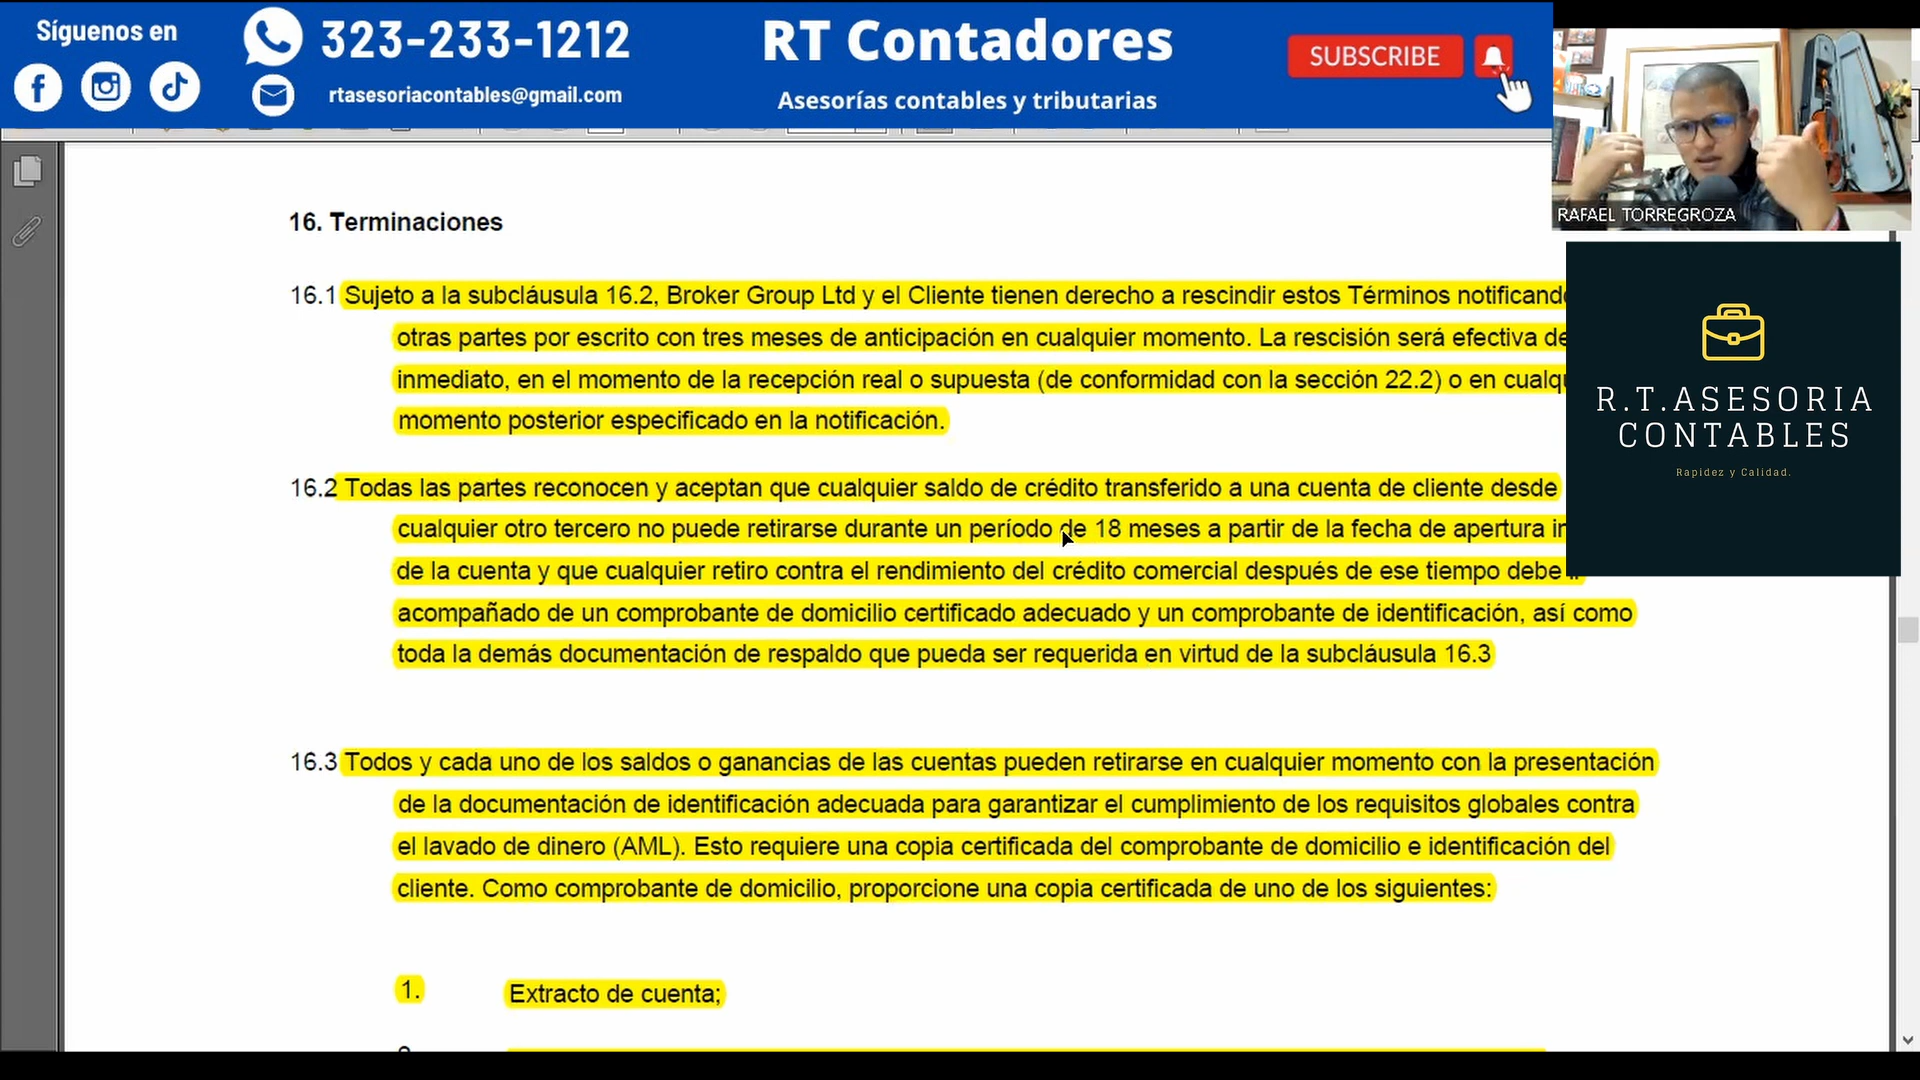 Síguenos en
323-233-1212
rtasesoriacontables@gmail.com
RT Contadores
Asesorías contables y tributarias
SUBSCRIBE
RAFAEL TORREGROZA
R.T.ASESORIA
CONTABLES
Rapidez y Calidad.
16. Terminaciones
16.1 Sujeto a la subcláusula 16.2, Broker Group Ltd y el Cliente tienen derecho a rescindir estos Términos
otras partes por escrito con tres meses de anticipación en cualquier momento. La rescisión será efectiva
inmediato, en el momento de la recepción real o supuesta (de conformidad con la sección 22.2) o en
momento posterior especificado en la notificación.
16.2 Todas las partes reconocen y aceptan que cualquier saldo de crédito transferido a una cuenta de cliente desde
cualquier otro tercero no puede retirarse durante un período de 18 meses a partir de la fecha de apertura
de la cuenta y que cualquier retiro contra el rendimiento del crédito comercial después de ese tiempo debe
acompañado de un comprobante de domicilio certificado adecuado y un comprobante de identificación, así como
toda la demás documentación de respaldo que pueda ser requerida en virtud de la subcláusula 16.3
16.3 Todos y cada uno de los saldos o ganancias de las cuentas pueden retirarse en cualquier momento con la presentación
de la documentación de identificación adecuada para garantizar el cumplimiento de los requisitos globales contra
el lavado de dinero (AML). Esto requiere una copia certificada del comprobante de domicilio e identificación del
cliente. Como comprobante de domicilio, proporcione una copia certificada de uno de los siguientes:
1. Extracto de cuenta;